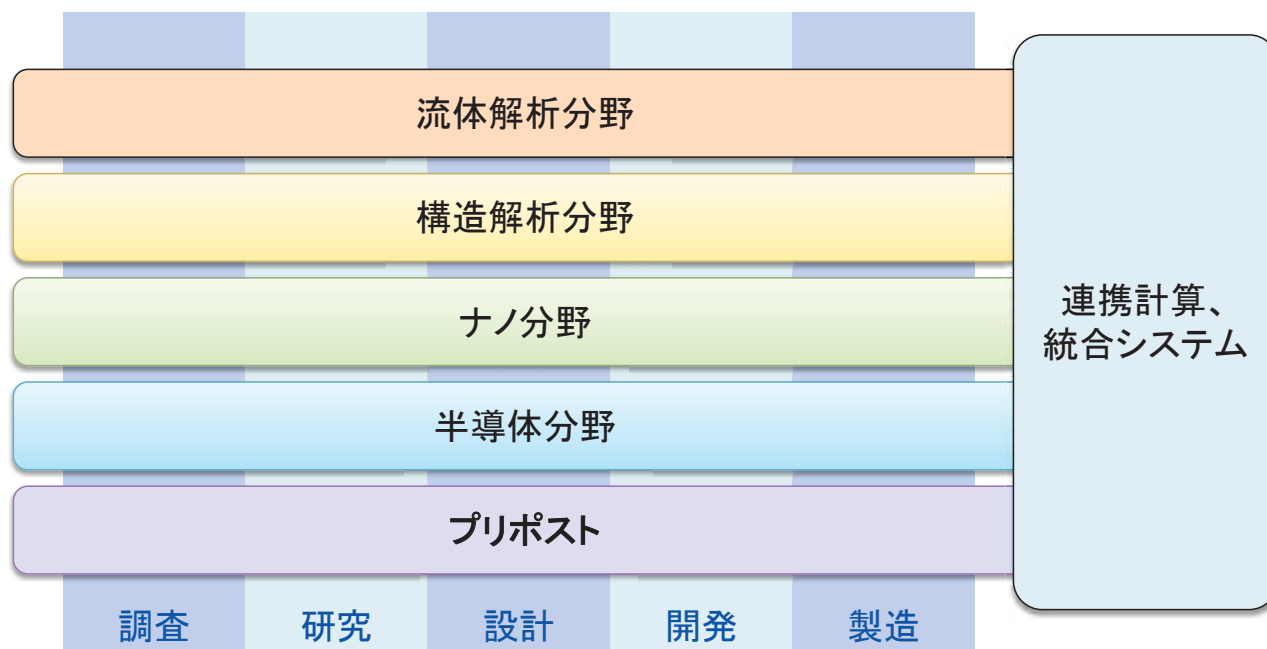 流体解析分野
構造解析分野
ナノ分野
半導体分野
プリポスト
連携計算、
統合システム
調査
研究
設計
開発
製造